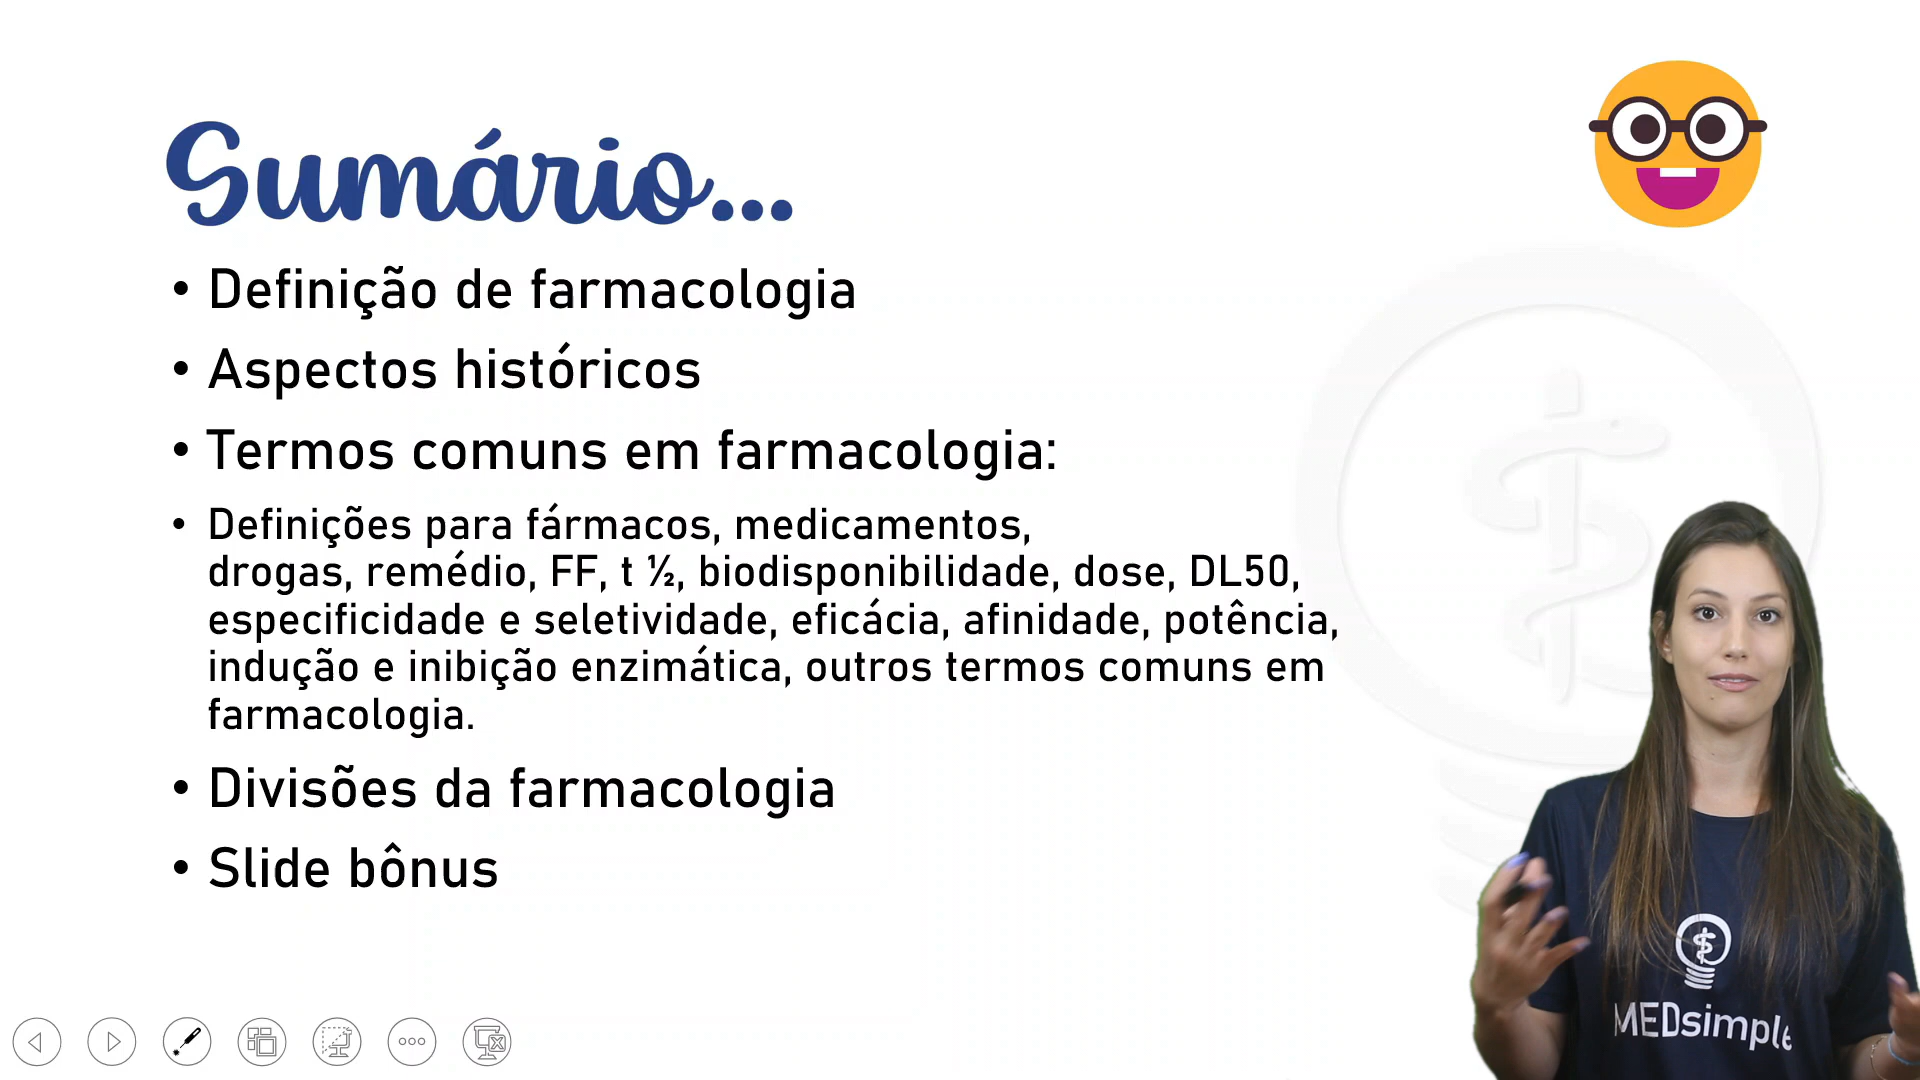 Sumário...
• Definição de farmacologia
• Aspectos históricos
• Termos comuns em farmacologia:
• Definições para fármacos, medicamentos,
drogas, remédio, FF, t ½, biodisponibilidade, dose, DL50,
especificidade e seletividade, eficácia, afinidade, potência,
indução e inibição enzimática, outros termos comuns em
farmacologia.
• Divisões da farmacologia
• Slide bônus
MEDsimple